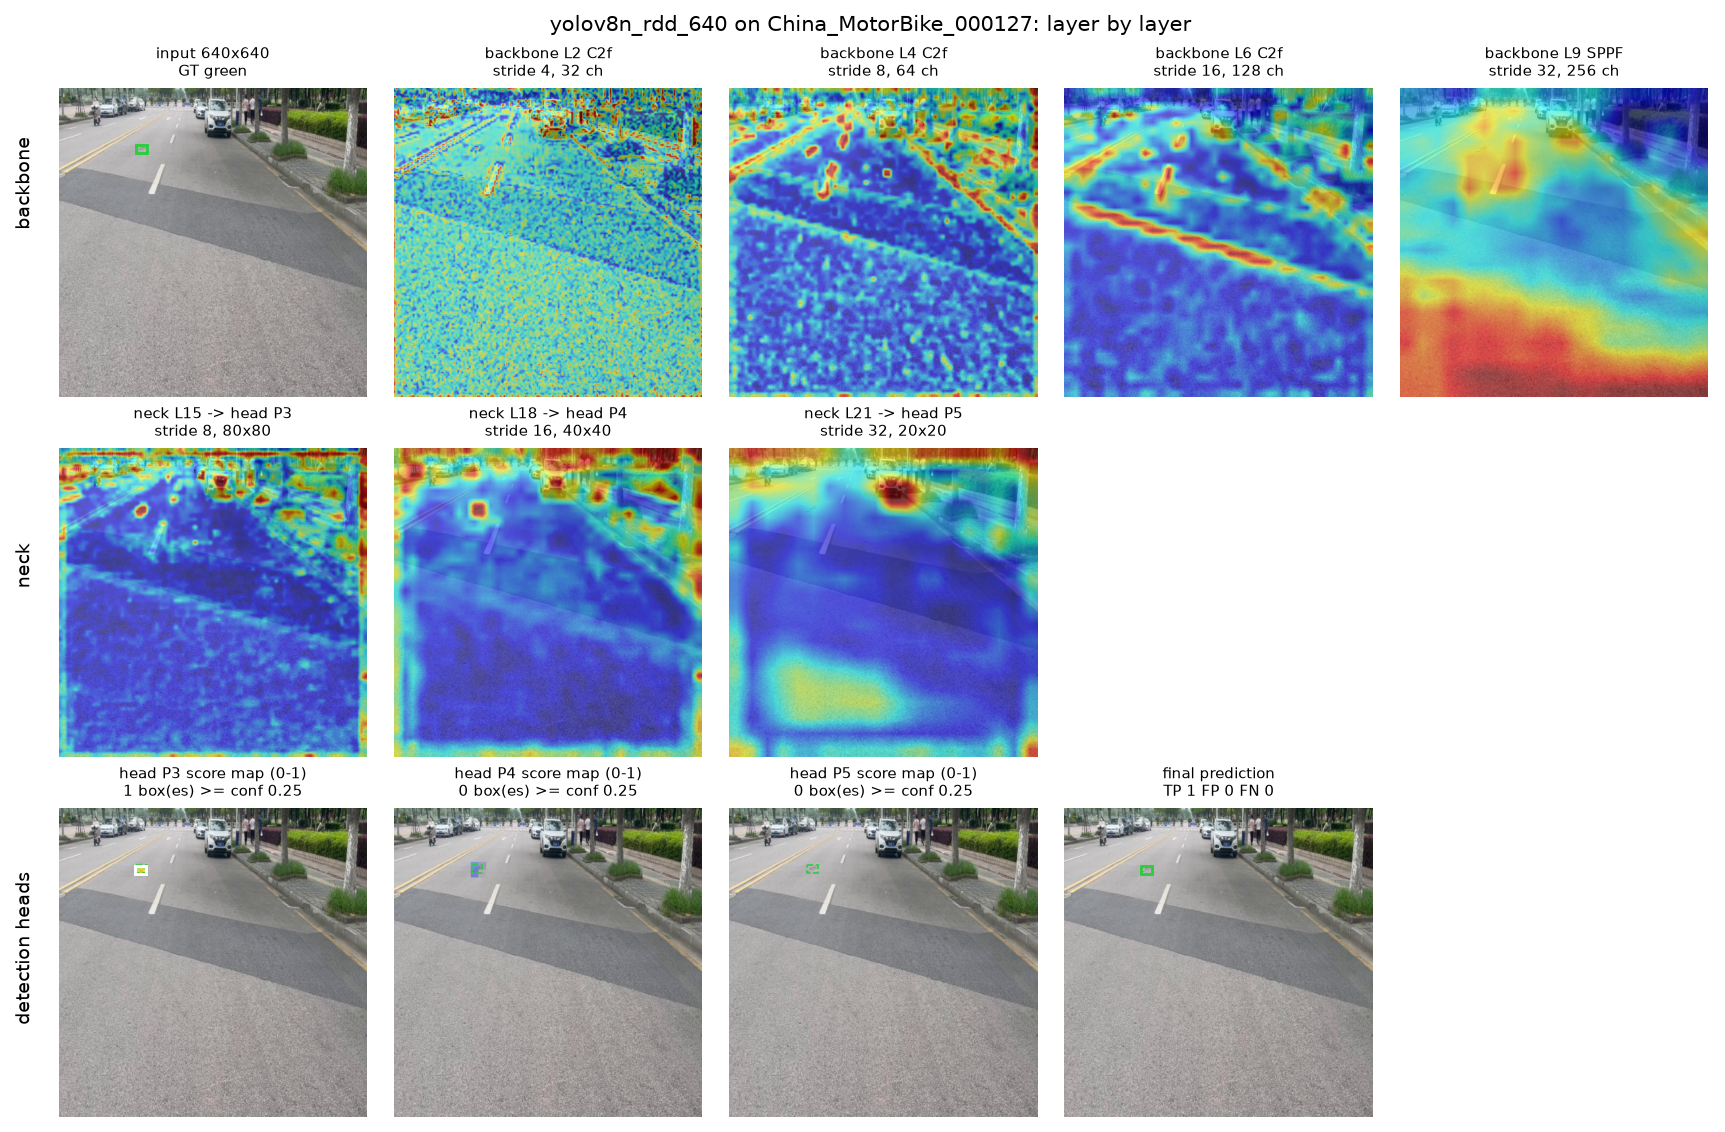 yolov8n_rdd_640 on China_MotorBike_000127: layer by layer
input 640x640
GT green
backbone L2 C2f
stride 4, 32 ch
backbone L4 C2f
stride 8, 64 ch
backbone L6 C2f
stride 16, 128 ch
backbone L9 SPPF
stride 32, 256 ch
backbone
neck L15 -> head P3
stride 8, 80x80
neck L18 -> head P4
stride 16, 40x40
neck L21 -> head P5
stride 32, 20x20
neck
head P3 score map (0-1)
1 box(es) >= conf 0.25
head P4 score map (0-1)
0 box(es) >= conf 0.25
head P5 score map (0-1)
0 box(es) >= conf 0.25
final prediction
TP 1 FP 0 FN 0
detection heads